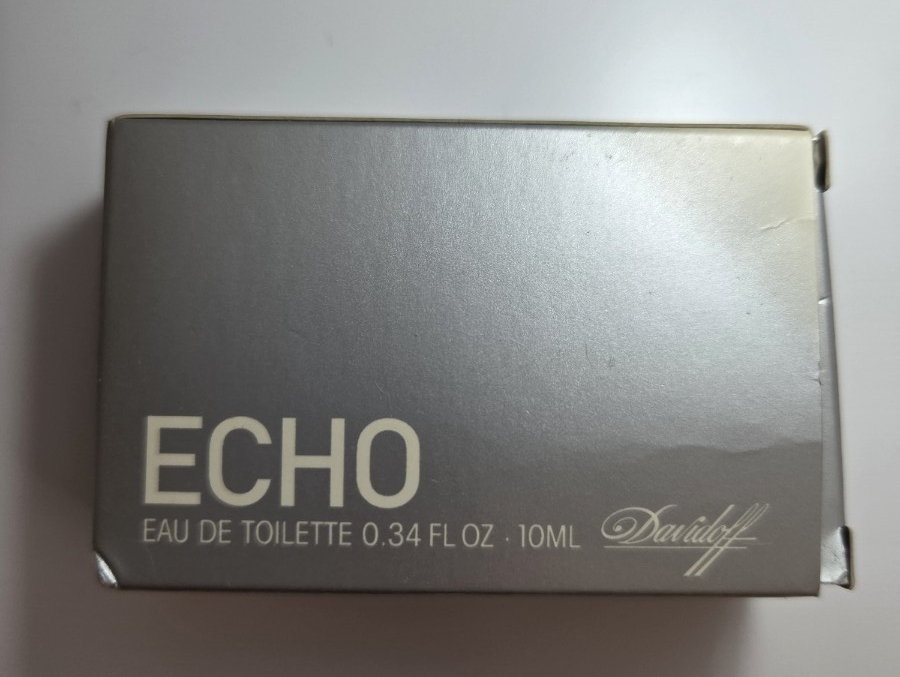 ECHO
EAU DE TOILETTE 0.34 FL OZ · 10ML
Davidoff